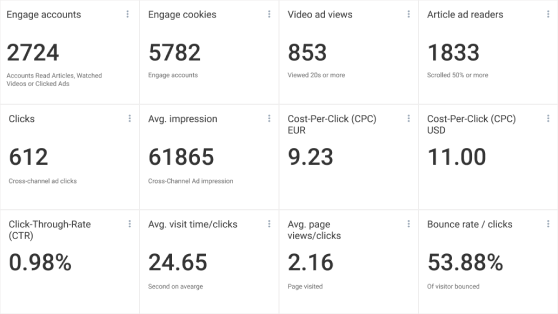 Engage accounts
2724
Accounts Read Articles, Watched
Videos or Clicked Ads
Engage cookies
5782
Engage accounts
Video ad views
853
Viewed 20s or more
Article ad readers
1833
Scrolled 50% or more
Clicks
612
Cross-channel ad clicks
Avg. impression
61865
Cross-Channel Ad impression
Cost-Per-Click (CPC)
EUR
9.23
Cost-Per-Click (CPC)
USD
11.00
Click-Through-Rate
(CTR)
0.98%
Avg. visit time/clicks
24.65
Second on avearge
Avg. page
views/clicks
2.16
Page visited
Bounce rate / clicks
53.88%
Of visitor bounced